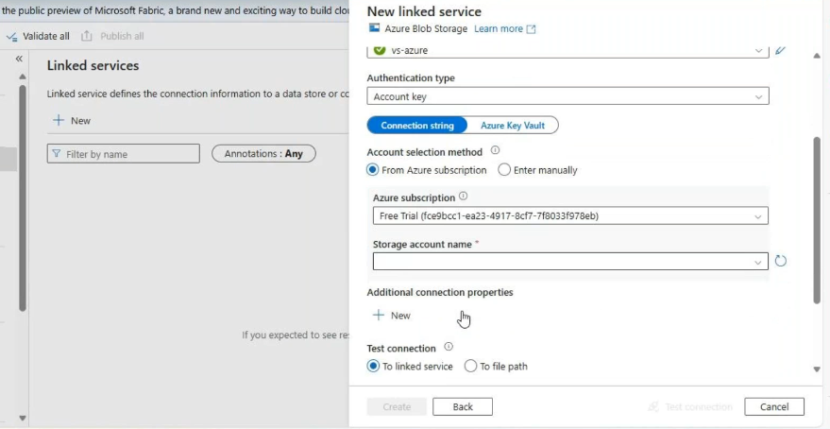 the public preview of Microsoft Fabric, a brand new and exciting way to build
Validate all
Publish all
Linked services
Linked service defines the connection information to a data store or
New
Filter by name
Annotations : Any
If you expected to see
New linked service
Azure Blob Storage Learn more
vs-azure
Authentication type
Account key
Connection string
Azure Key Vault
Account selection method
From Azure subscription
Enter manually
Azure subscription
Free Trial (fce9bcc1-ea23-4917-8cf7-7f8033f978eb)
Storage account name *
Additional connection properties
New
Test connection
To linked service
To file path
Create
Back
Test connection
Cancel